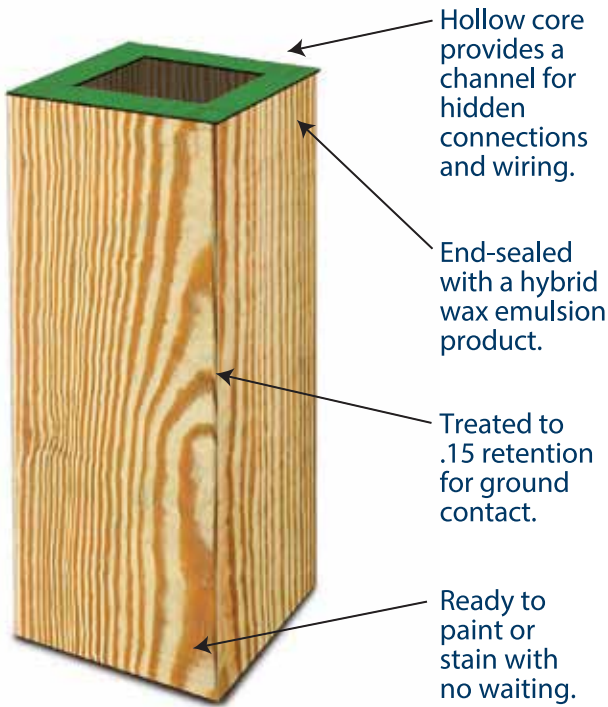 Hollow core
provides a
channel for
hidden
connections
and wiring.
End-sealed
with a hybrid
wax emulsion
product.
Treated to
.15 retention
for ground
contact.
Ready to
paint or
stain with
no waiting.